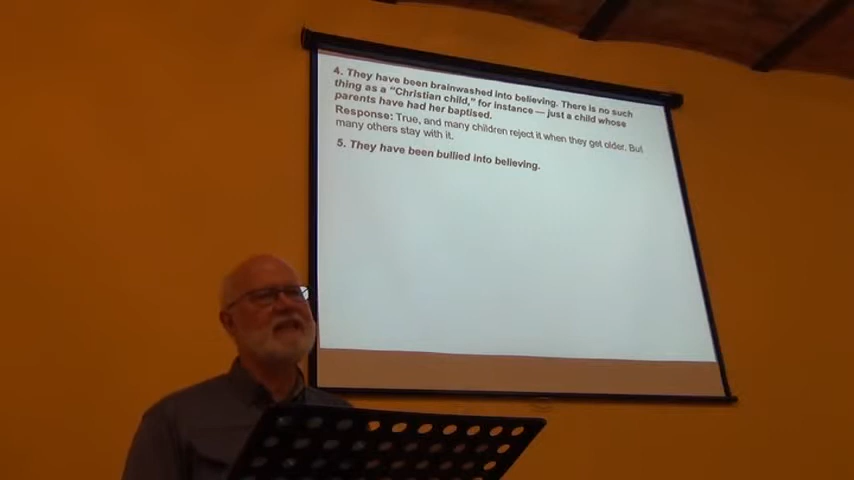 4. They have been brainwashed into believing. There is no such
thing as a "Christian child," for instance — just a child whose
parents have had her baptised.
Response: True, and many children reject it when they get older. But
many others stay with it.
5. They have been bullied into believing.